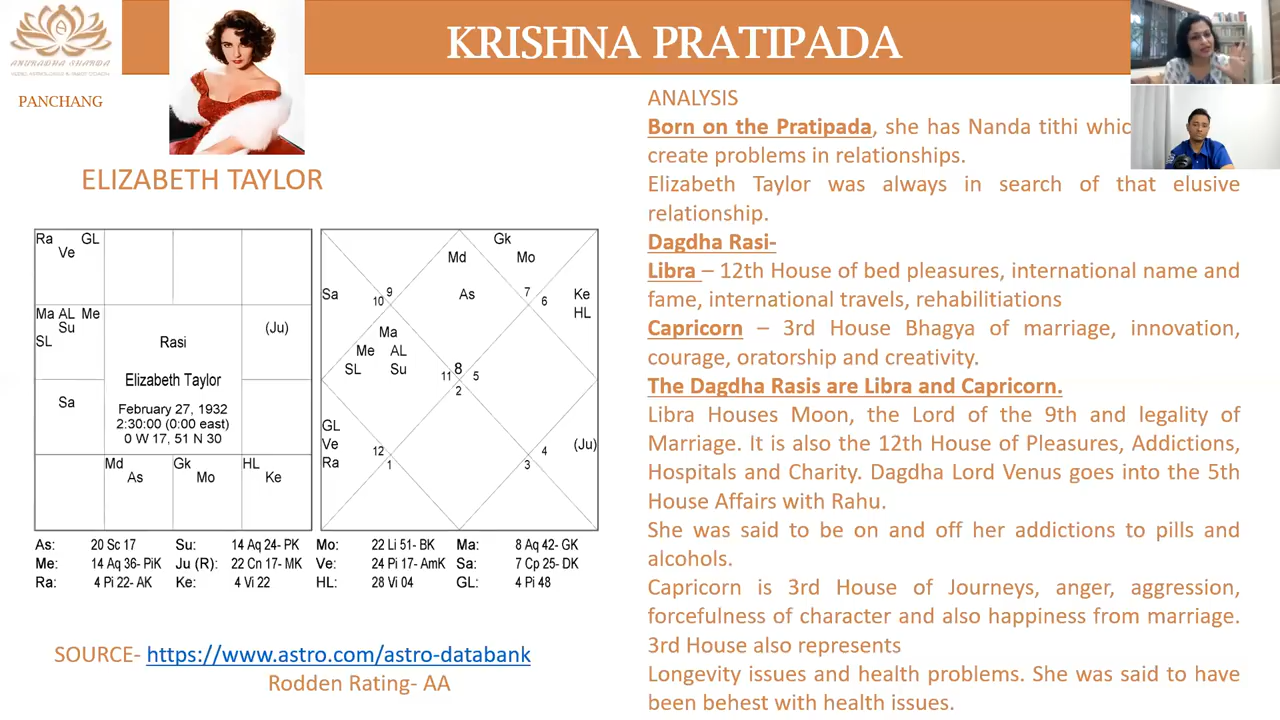 KRISHNA PRATIPADA
ANURADHA SHARDA
PANCHANG
ELIZABETH TAYLOR
Ra GL
Ve
Ma AL Me
Su
SL
Sa
(Ju)
Rasi
Elizabeth Taylor
February 27, 1932
2:30:00 (0:00 east)
0 W 17, 51 N 30
Md
As
Gk
Mo
HL
Ke
Gk
Md Mo
Sa 9 As 7 Ke
10 6 HL
Ma
Me AL
SL Su
8
11 5
2
GL
Ve
Ra
12 4 (Ju)
1 3
As: 20 Sc 17 Su: 14 Aq 24- PK Mo: 22 Li 51- BK Ma: 8 Aq 42- GK
Me: 14 Aq 36- PiK Ju (R): 22 Cn 17- MK Ve: 24 Pi 17- AmK Sa: 7 Cp 25- DK
Ra: 4 Pi 22- AK Ke: 4 Vi 22 HL: 28 Vi 04 GL: 4 Pi 48
SOURCE- https://www.astro.com/astro-databank
Rodden Rating- AA
ANALYSIS
Born on the Pratipada, she has Nanda tithi
create problems in relationships.
Elizabeth Taylor was always in search of that elusive
relationship.
Dagdha Rasi-
Libra – 12th House of bed pleasures, international name and
fame, international travels, rehabilitiations
Capricorn – 3rd House Bhagya of marriage, innovation,
courage, oratorship and creativity.
The Dagdha Rasis are Libra and Capricorn.
Libra Houses Moon, the Lord of the 9th and legality of
Marriage. It is also the 12th House of Pleasures, Addictions,
Hospitals and Charity. Dagdha Lord Venus goes into the 5th
House Affairs with Rahu.
She was said to be on and off her addictions to pills and
alcohols.
Capricorn is 3rd House of Journeys, anger, aggression,
forcefulness of character and also happiness from marriage.
3rd House also represents
Longevity issues and health problems. She was said to have
been behest with health issues.